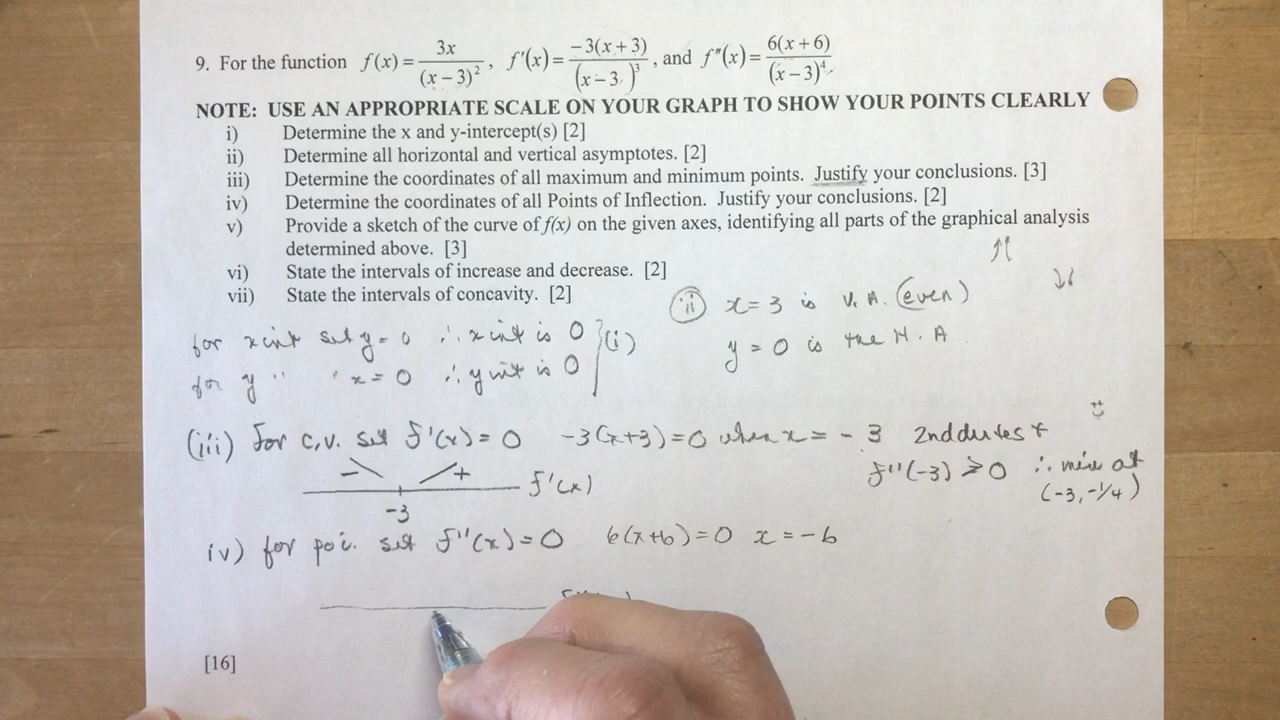 9. For the function f(x) = 3x/(x − 3)², f'(x) = −3(x + 3)/(x − 3)³, and f"(x) = 6(x + 6)/(x − 3)⁴
NOTE: USE AN APPROPRIATE SCALE ON YOUR GRAPH TO SHOW YOUR POINTS CLEARLY
i) Determine the x and y-intercept(s) [2]
ii) Determine all horizontal and vertical asymptotes. [2]
iii) Determine the coordinates of all maximum and minimum points. Justify your conclusions. [3]
iv) Determine the coordinates of all Points of Inflection. Justify your conclusions. [2]
v) Provide a sketch of the curve of f(x) on the given axes, identifying all parts of the graphical analysis
determined above. [3]
vi) State the intervals of increase and decrease. [2]
vii) State the intervals of concavity. [2]
(ii) x = 3 is V.A. (even)
y = 0 is the H.A
for x int set y = 0 ∴ x int is 0 } (i)
for y " " x = 0 ∴ y int is 0
(iii) For c.v. set f'(x) = 0 -3(x+3) = 0 when x = -3 2nd der test
f''(-3) > 0 ∴ min at
(-3, -1/4)
− + f'(x)
-3
iv) for poi. set f''(x) = 0 6(x+6) = 0 x = -6
[16]